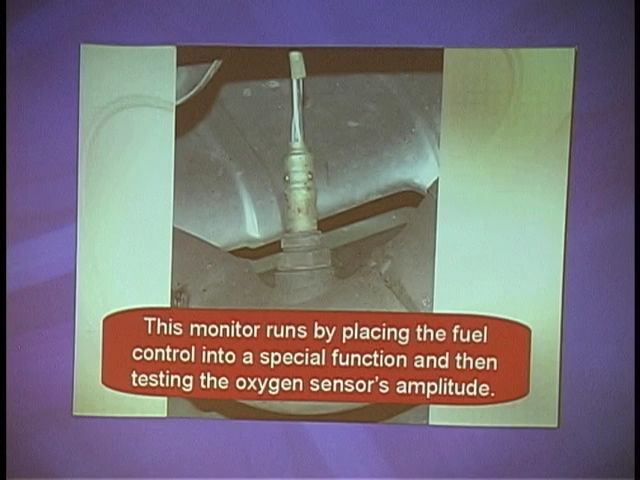 This monitor runs by placing the fuel
control into a special function and then
testing the oxygen sensor's amplitude.